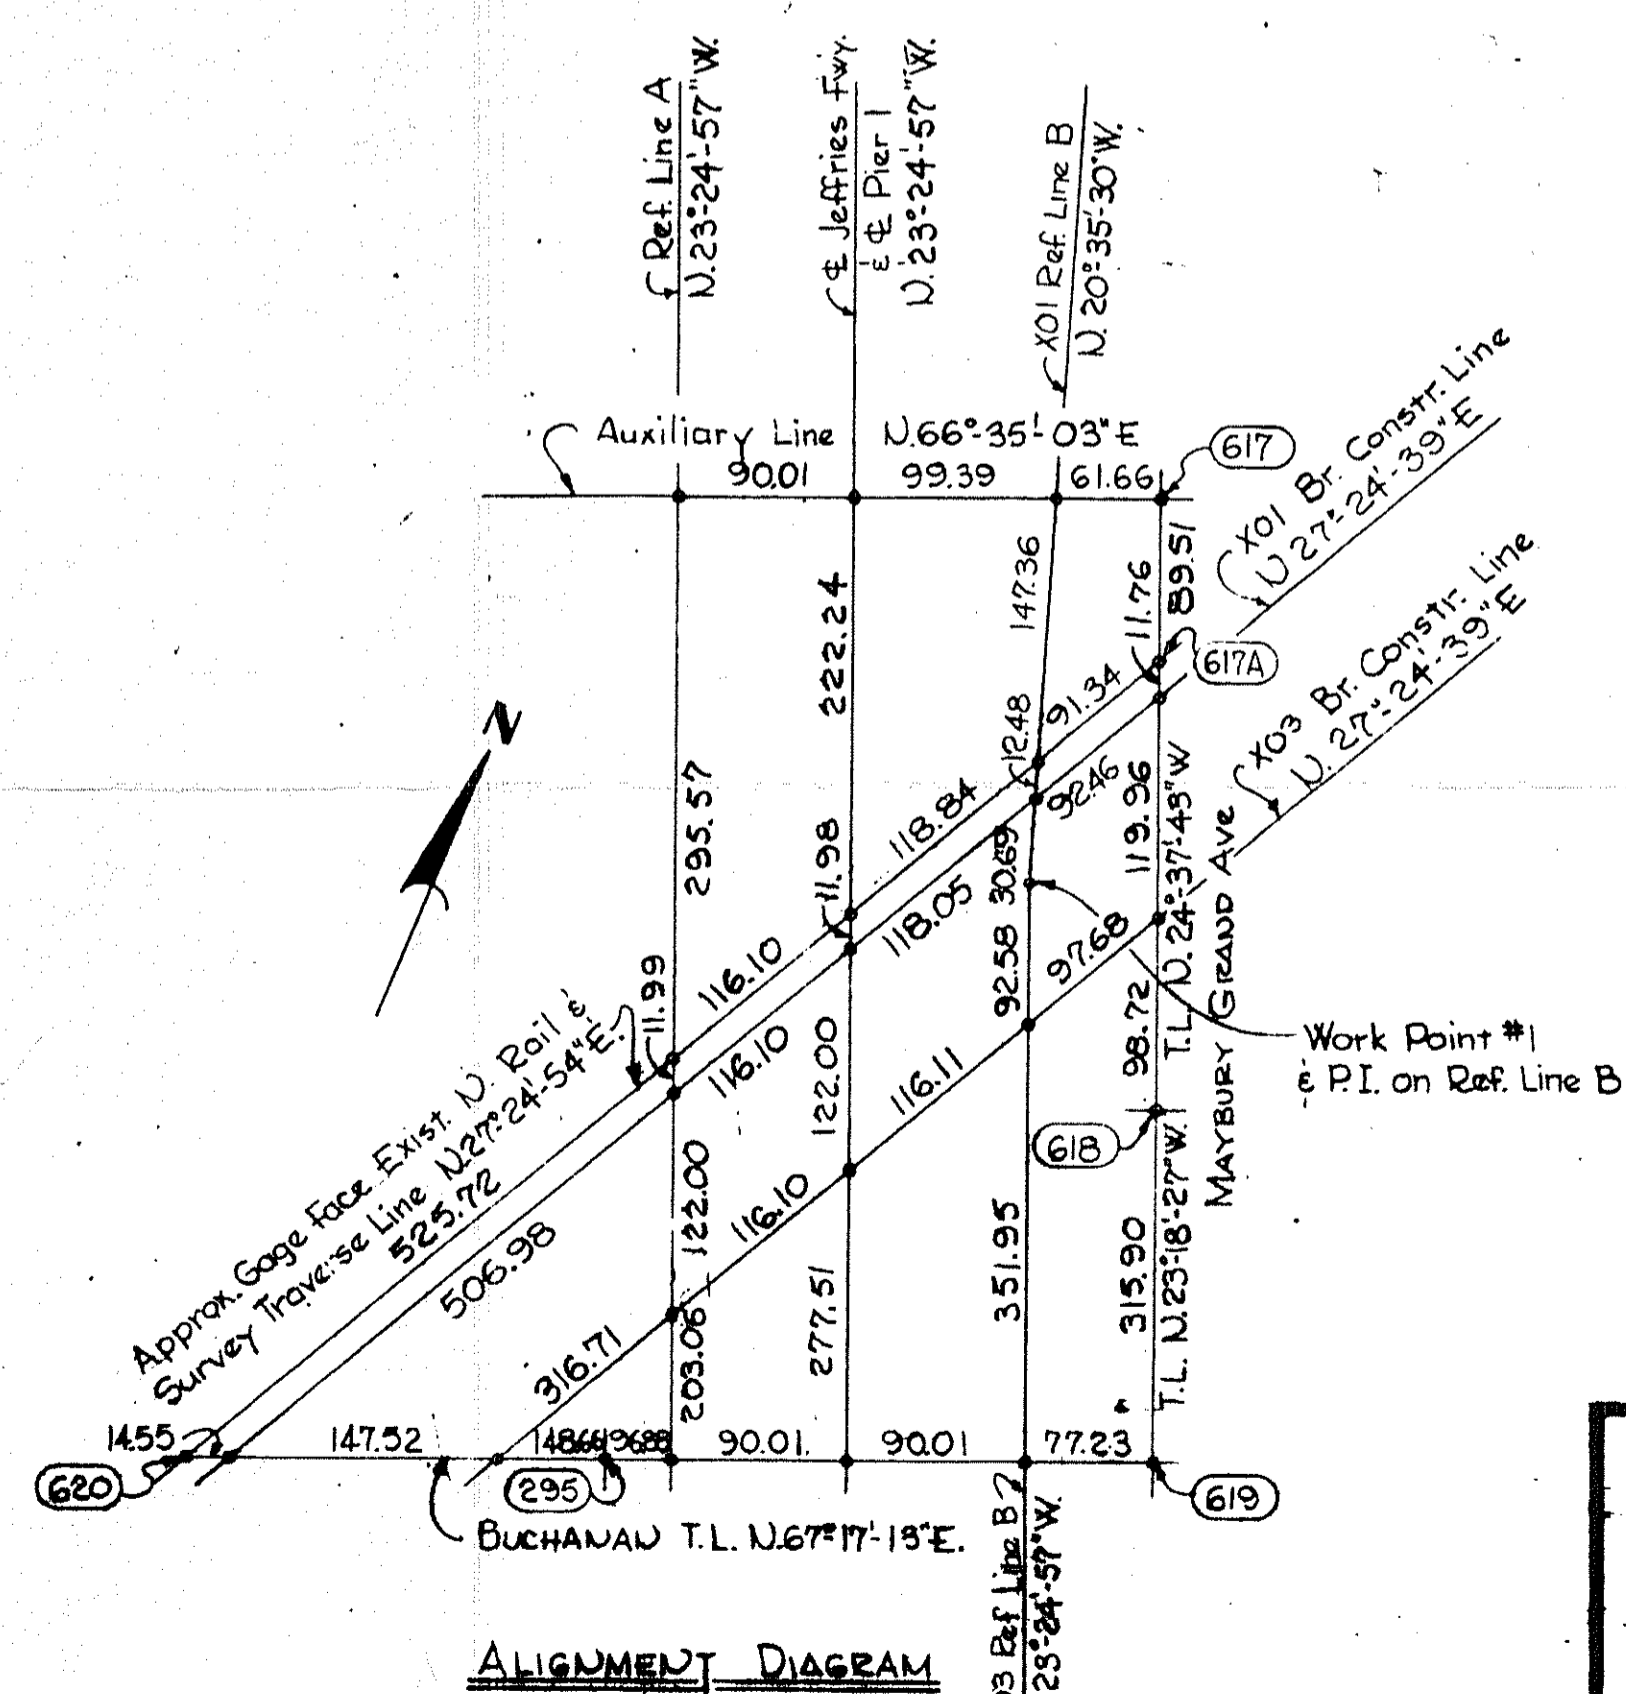 Ref. Line A
N.23°-24'-57"W.
℄ Jeffries Fwy.
& ℄ Pier 1
N.23°-24'-57"W.
X01 Ref. Line B
N. 20°-35'-30"W.
Auxiliary Line N.66°-35'-03"E
90.01 99.39 61.66
617
X01 Br. Constr. Line
N 27°-24'-39"E
X03 Br. Constr. Line
N. 27°-24'-39"E
295.57
222.24
147.36
11.76
89.51
617A
N
12.48
91.34
118.84
92.46
11.98
118.05
30.69
119.96
T.L. N.24°-37'-43"W
MAYBURY GRAND AVE
11.99
116.10
116.10
92.58
97.68
98.72
Work Point #1
& P.I. on Ref. Line B
122.00
116.11
618
Approx. Gage Face Exist. N. Rail &
Survey Traverse Line N.27°-24'-54"E.
525.72
506.98
122.00
116.10
351.95
315.90
T.L. N.23°-18'-27"W.
316.71
203.06
277.51
14.55 147.52 90.01 90.01 77.23
620
295
619
BUCHANAN T.L. N.67°-17'-13"E.
Ref Line B
23°-24'-57"W.
ALIGNMENT DIAGRAM